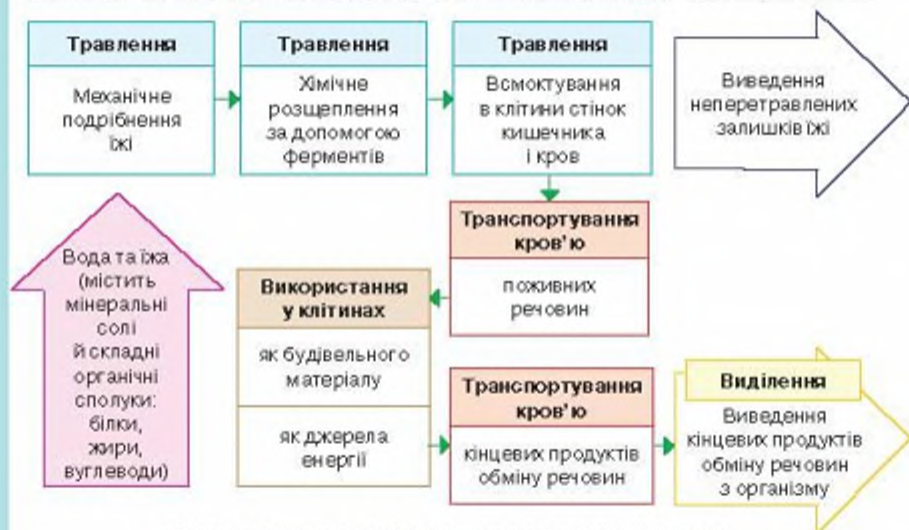 Травлення
Механічне
подрібнення
їжі
Травлення
Хімічне
розщеплення
за допомогою
ферментів
Травлення
Всмоктування
в клітини стінок
кишечника
і кров
Виведення
неперетравлених
залишків їжі
Вода та їжа
(містить
мінеральні
солі
й складні
органічні
сполуки:
білки,
жири,
вуглеводи)
Транспортування
кров'ю
поживних
речовин
Використання
у клітинах
як будівельного
матеріалу
як джерела
енергії
Транспортування
кров'ю
кінцевих продуктів
обміну речовин
Виділення
Виведення
кінцевих продуктів
обміну речовин
з організму